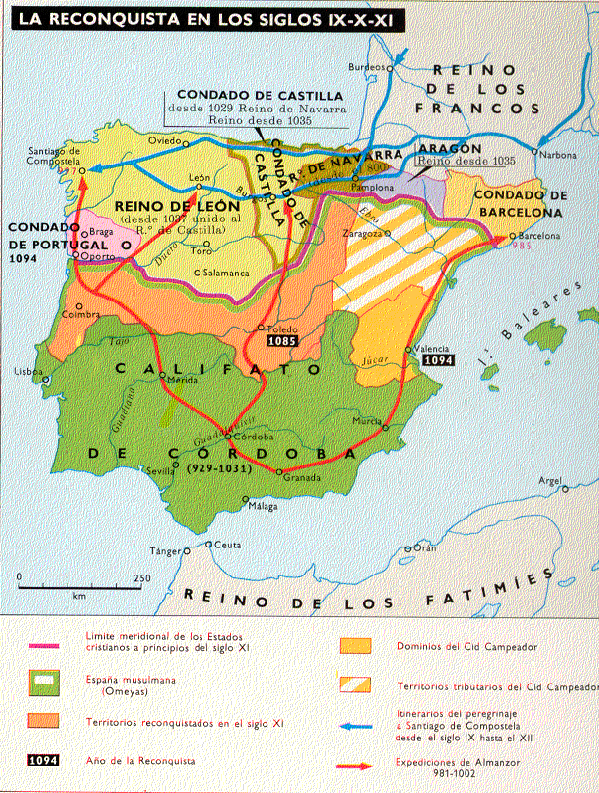 LA RECONQUISTA EN LOS SIGLOS IX-X-XI
Burdeos
REINO
DE LOS
FRANCOS
CONDADO DE CASTILLA
desde 1029 Reino de Navarra
Reino desde 1035
Oviedo
Santiago de
Compostela
997
ARAGÓN
Reino desde 1035
Narbona
R.º DE NAVARRA
(desde 800)
Pamplona
León
Burgos
CONDADO DE
CASTILLA
CONDADO DE
BARCELONA
REINO DE LEÓN
(desde 1037 unido al
R.º de Castilla)
Ebro
Zaragoza
Barcelona
985
CONDADO
DE PORTUGAL
1094
Braga
Oporto
Duero
Toro
Salamanca
Coimbra
Toledo
1085
Valencia
1094
Júcar
Iˢ Baleares
Tajo
Lisboa
CALIFATO
Mérida
Guadiana
Murcia
Guadalquivir
Córdoba
DE CÓRDOBA
(929-1031)
Sevilla
Granada
Málaga
Argel
Tánger
Ceuta
Orán
0 250
km
REINO DE LOS FATIMÍES
Limite meridional de los Estados
cristianos a principios del siglo XI
España musulmana
(Omeyas)
Territorios reconquistados en el siglo XI
1094 Año de la Reconquista
Dominios del Cid Campeador
Territorios tributarios del Cid Campeador
Itinerarios del peregrinaje
a Santiago de Compostela
desde el siglo X hasta el XII
Expediciones de Almanzor
981-1002